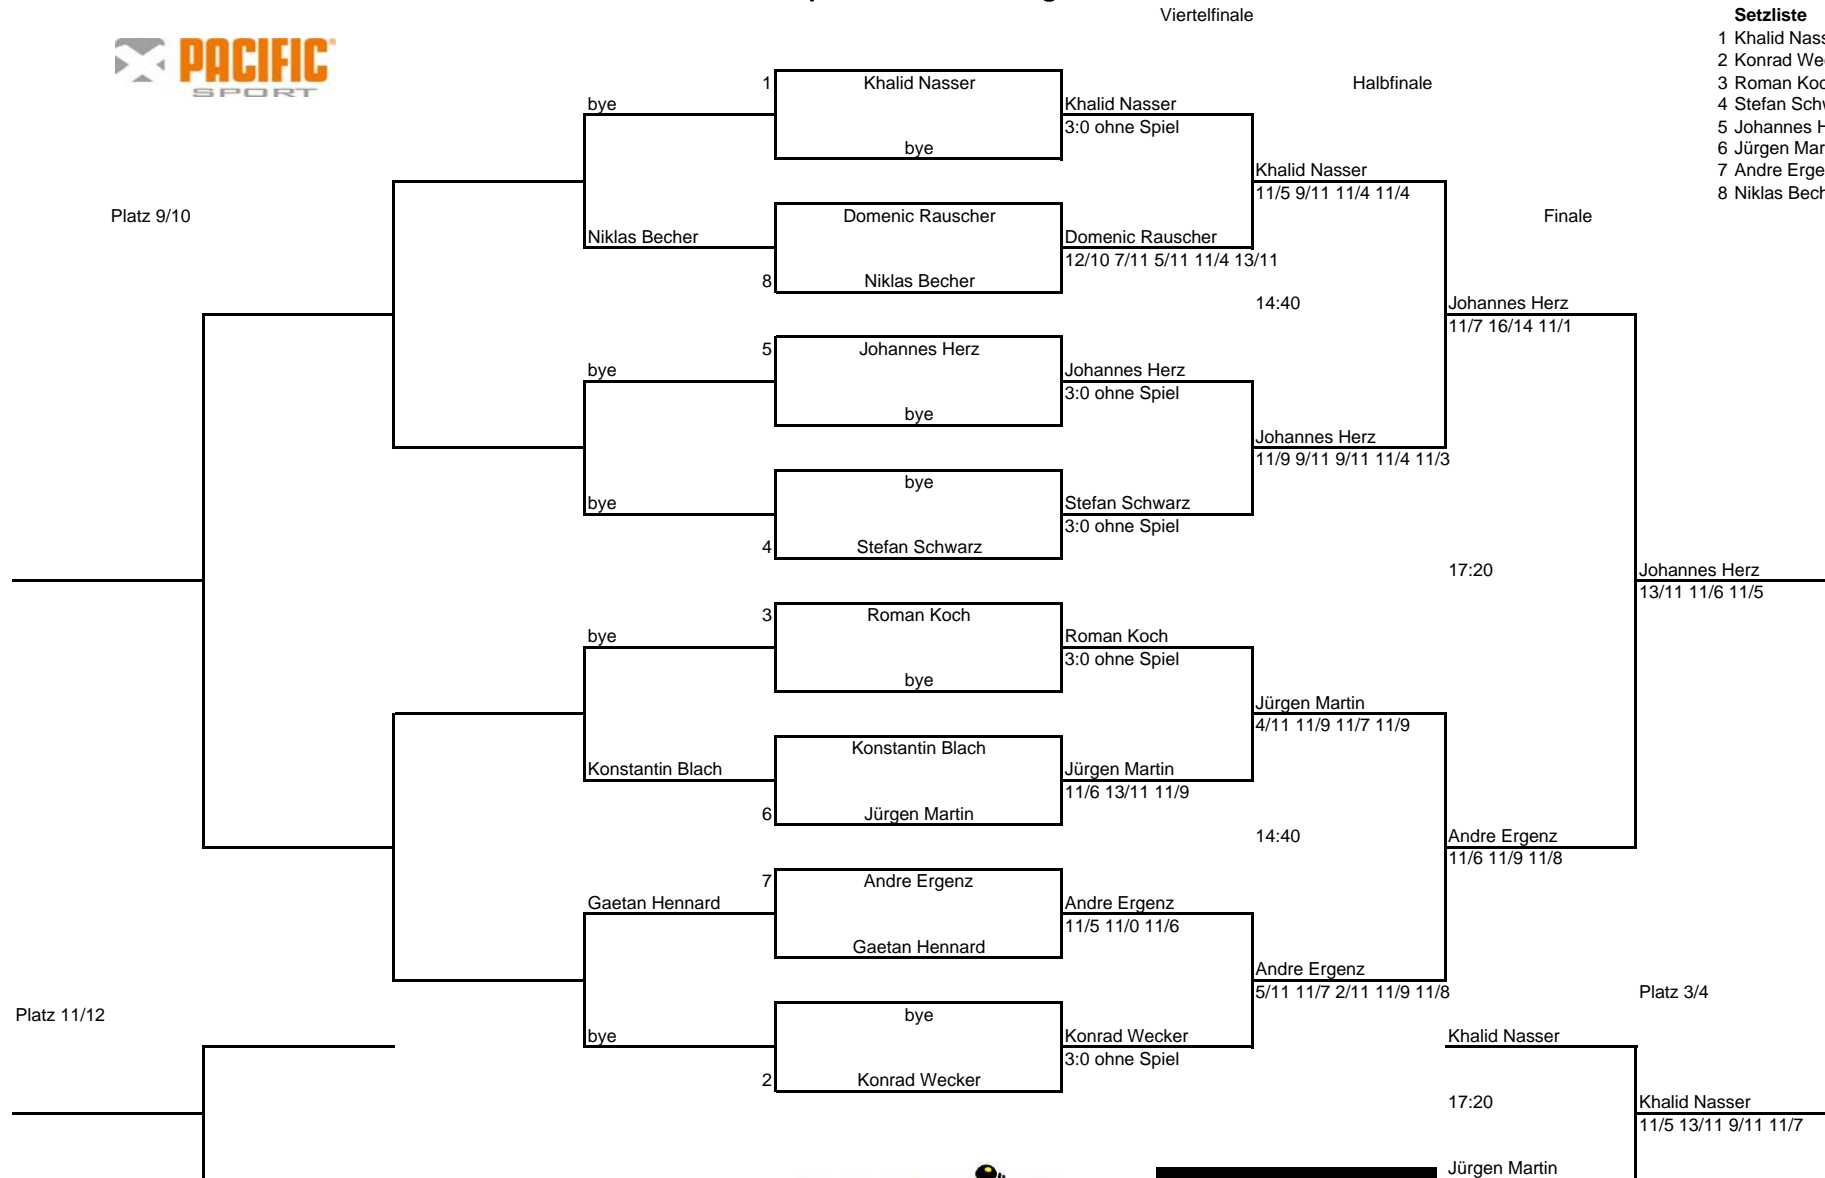 Viertelfinale
Setzliste
1 Khalid
2 Konrad
3 Roman
4 Stefan
5 Johannes
6 Jürgen
7 Andre
8 Niklas
PACIFIC
SPORT
Halbfinale
1 Khalid Nasser
bye
Khalid Nasser
3:0 ohne Spiel
bye
Khalid Nasser
11/5 9/11 11/4 11/4
Platz 9/10
Domenic Rauscher
Finale
Niklas Becher
Domenic Rauscher
12/10 7/11 5/11 11/4 13/11
8 Niklas Becher
14:40
Johannes Herz
11/7 16/14 11/1
5 Johannes Herz
bye
Johannes Herz
3:0 ohne Spiel
bye
Johannes Herz
11/9 9/11 9/11 11/4 11/3
bye
bye
Stefan Schwarz
3:0 ohne Spiel
4 Stefan Schwarz
17:20
Johannes Herz
13/11 11/6 11/5
3 Roman Koch
bye
Roman Koch
3:0 ohne Spiel
bye
Jürgen Martin
4/11 11/9 11/7 11/9
Konstantin Blach
Konstantin Blach
Jürgen Martin
11/6 13/11 11/9
6 Jürgen Martin
14:40
Andre Ergenz
11/6 11/9 11/8
7 Andre Ergenz
Gaetan Hennard
Andre Ergenz
11/5 11/0 11/6
Gaetan Hennard
Andre Ergenz
5/11 11/7 2/11 11/9 11/8
Platz 3/4
Platz 11/12
bye
bye
Konrad Wecker
3:0 ohne Spiel
Khalid Nasser
2 Konrad Wecker
17:20
Khalid Nasser
11/5 13/11 9/11 11/7
Jürgen Martin